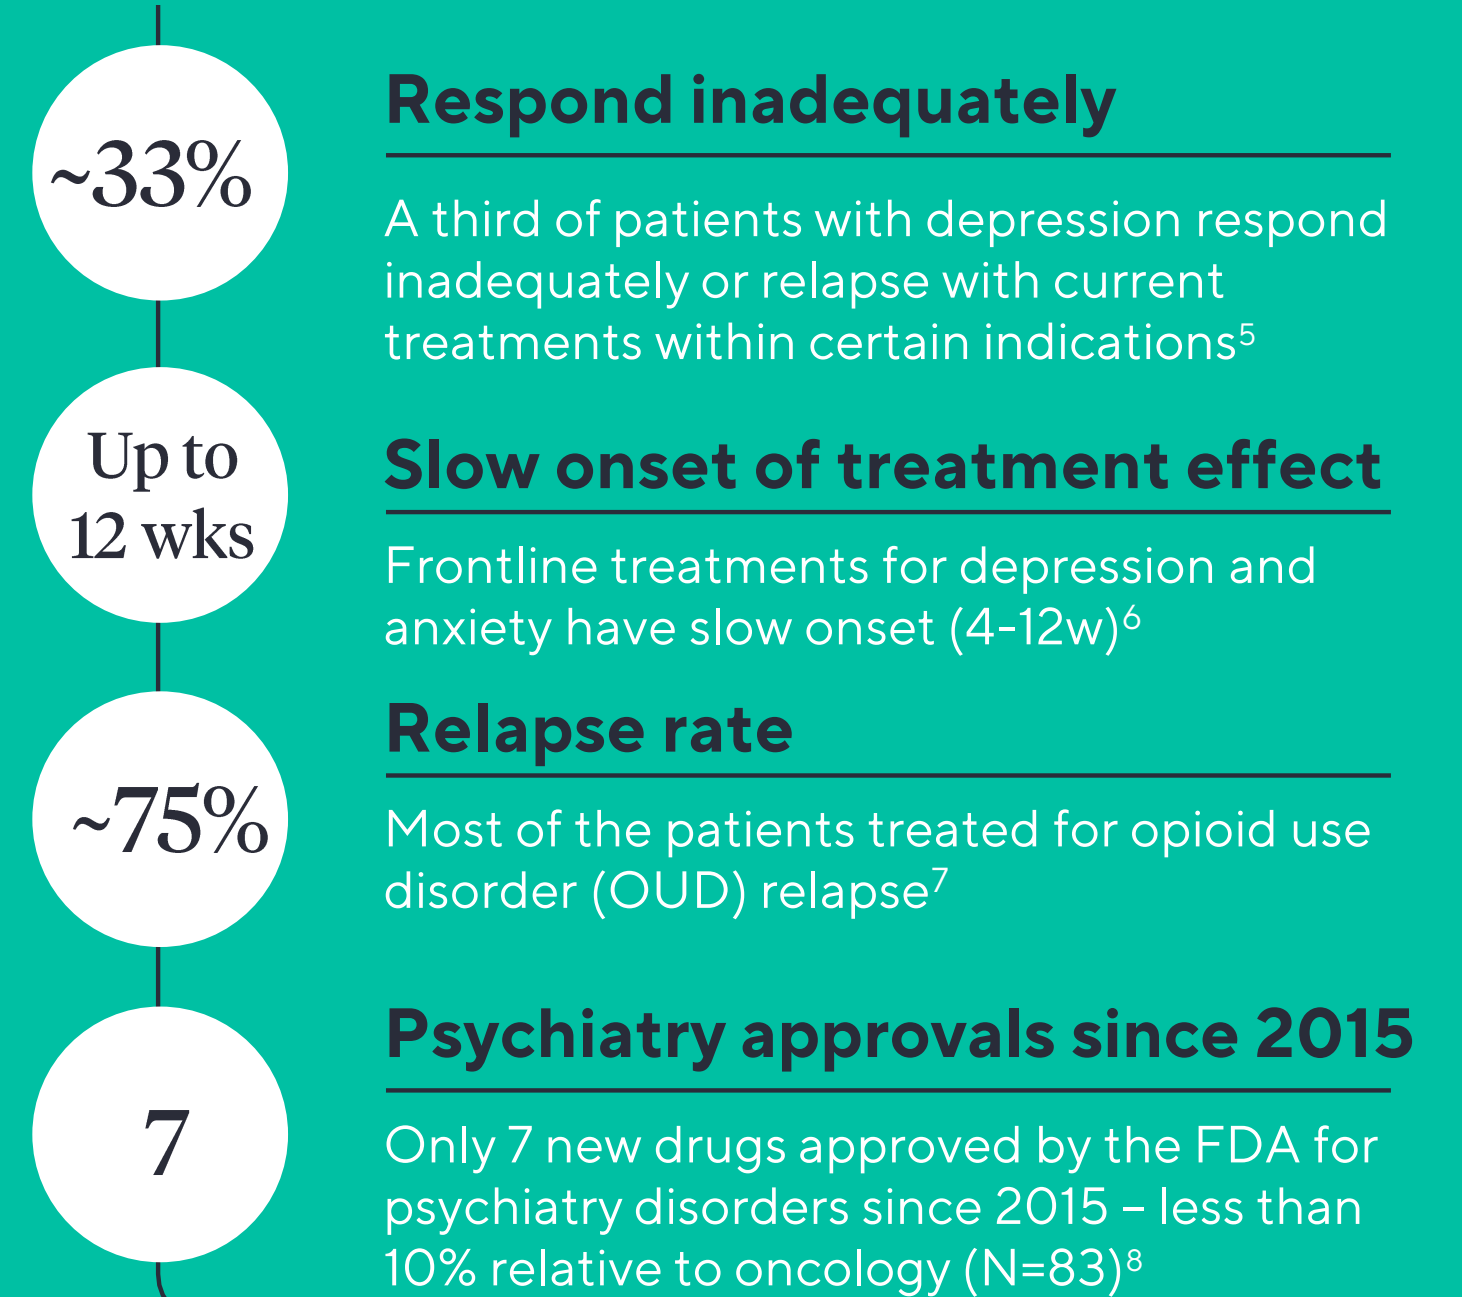 ~33%
Respond inadequately
A third of patients with depression respond
inadequately or relapse with current
treatments within certain indications⁵
Up to
12 wks
Slow onset of treatment effect
Frontline treatments for depression and
anxiety have slow onset (4-12w)⁶
~75%
Relapse rate
Most of the patients treated for opioid use
disorder (OUD) relapse⁷
7
Psychiatry approvals since 2015
Only 7 new drugs approved by the FDA for
psychiatry disorders since 2015 – less than
10% relative to oncology (N=83)⁸